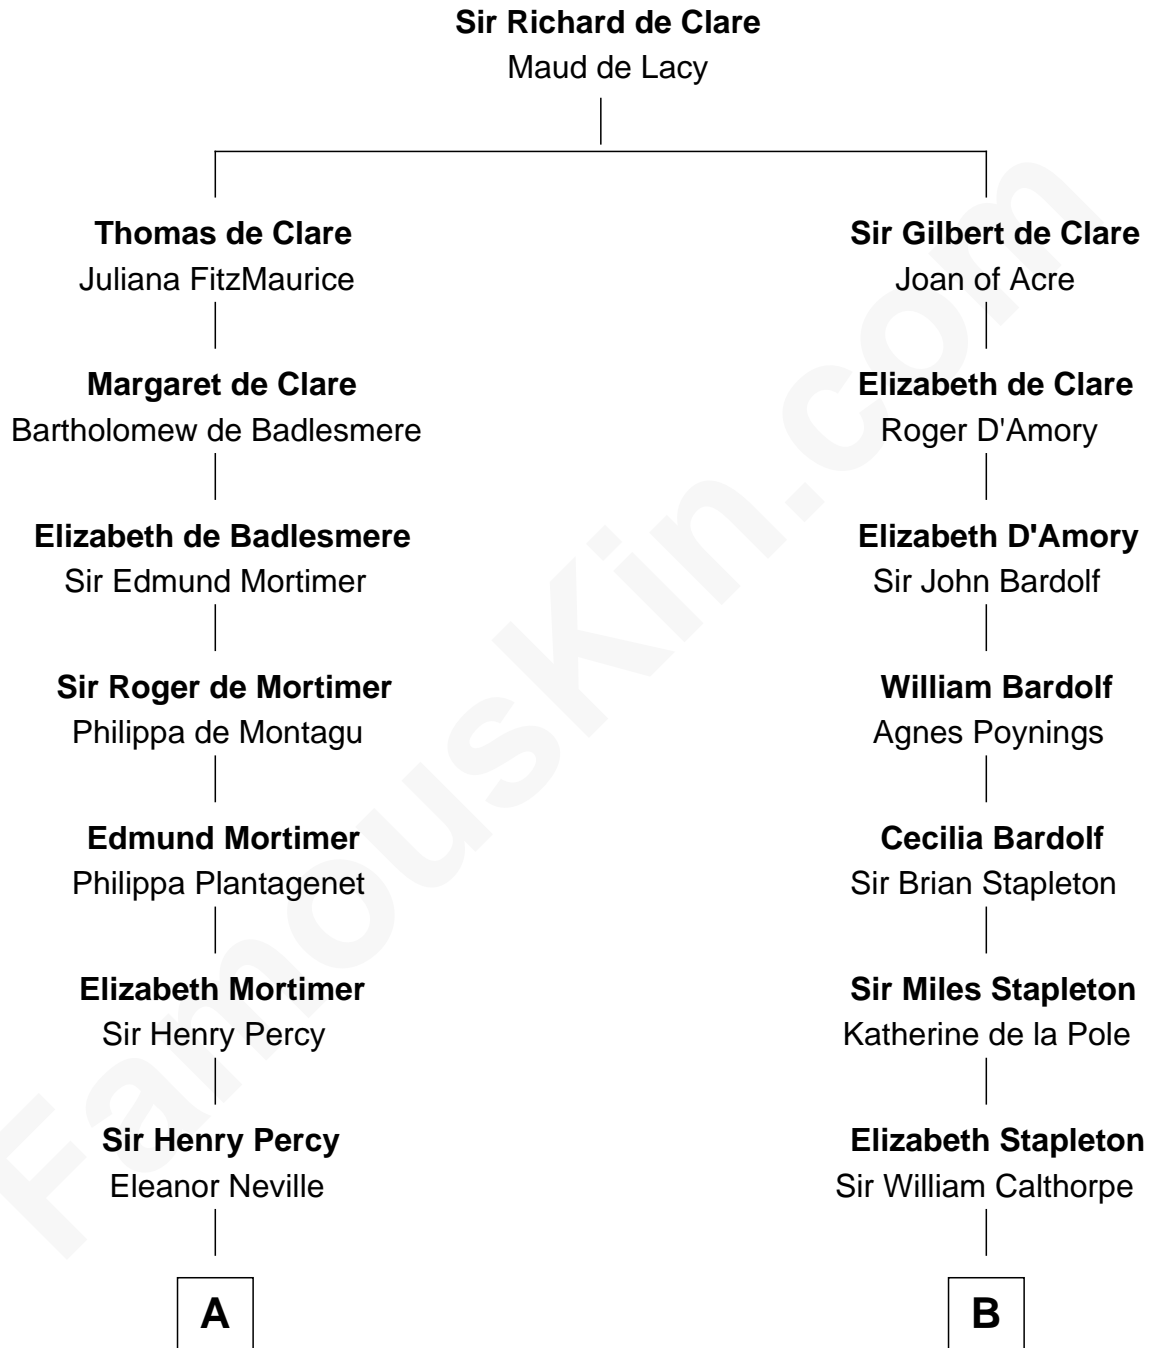 Sir Richard de Clare
Maud de Lacy
Thomas de Clare
Juliana FitzMaurice
Sir Gilbert de Clare
Joan of Acre
Margaret de Clare
Bartholomew de Badlesmere
Elizabeth de Clare
Roger D'Amory
Elizabeth de Badlesmere
Sir Edmund Mortimer
Elizabeth D'Amory
Sir John Bardolf
Sir Roger de Mortimer
Philippa de Montagu
William Bardolf
Agnes Poynings
Edmund Mortimer
Philippa Plantagenet
Cecilia Bardolf
Sir Brian Stapleton
Elizabeth Mortimer
Sir Henry Percy
Sir Miles Stapleton
Katherine de la Pole
Sir Henry Percy
Eleanor Neville
Elizabeth Stapleton
Sir William Calthorpe
A
B
FamousKin.com